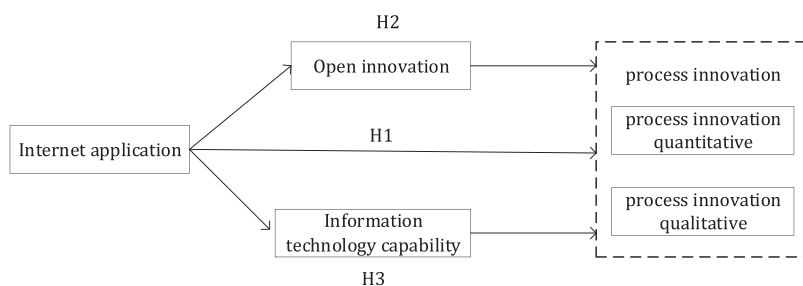 H2
Open innovation
process innovation
Internet application
H1
process innovation
quantitative
process innovation
qualitative
Information
technology capability
H3